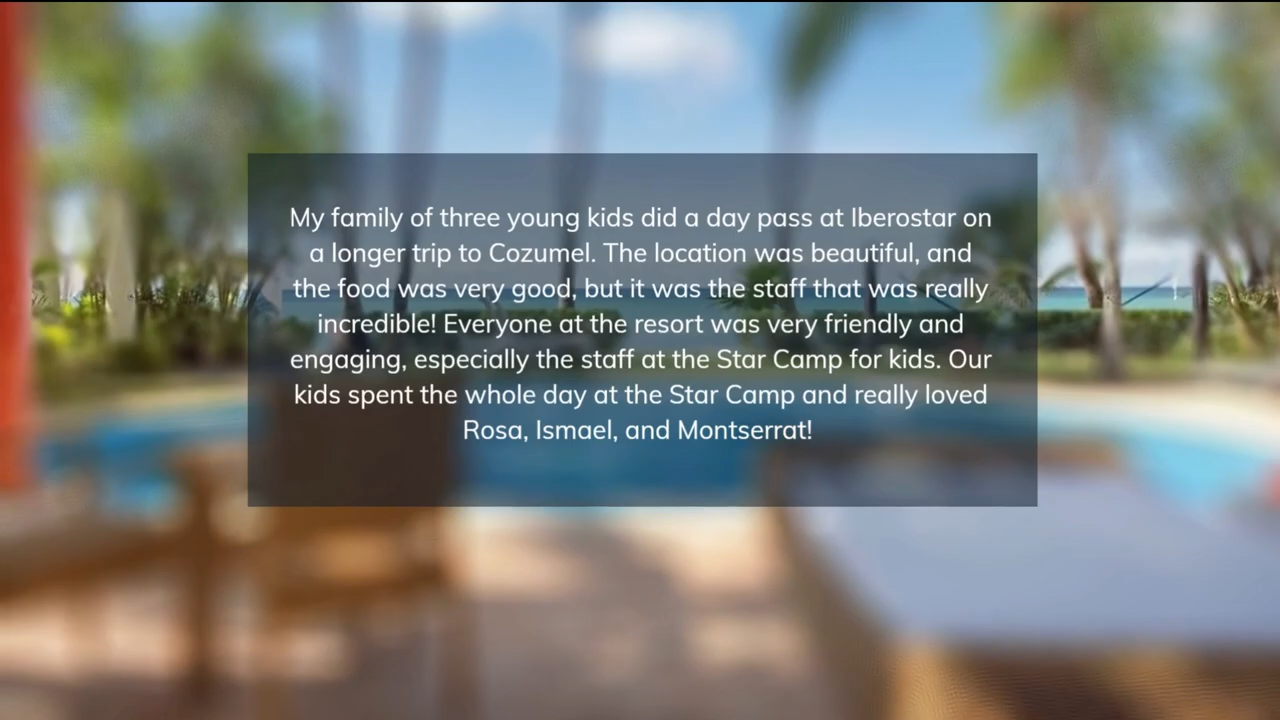 My family of three young kids did a day pass at Iberostar on
a longer trip to Cozumel. The location was beautiful, and
the food was very good, but it was the staff that was really
incredible! Everyone at the resort was very friendly and
engaging, especially the staff at the Star Camp for kids. Our
kids spent the whole day at the Star Camp and really loved
Rosa, Ismael, and Montserrat!